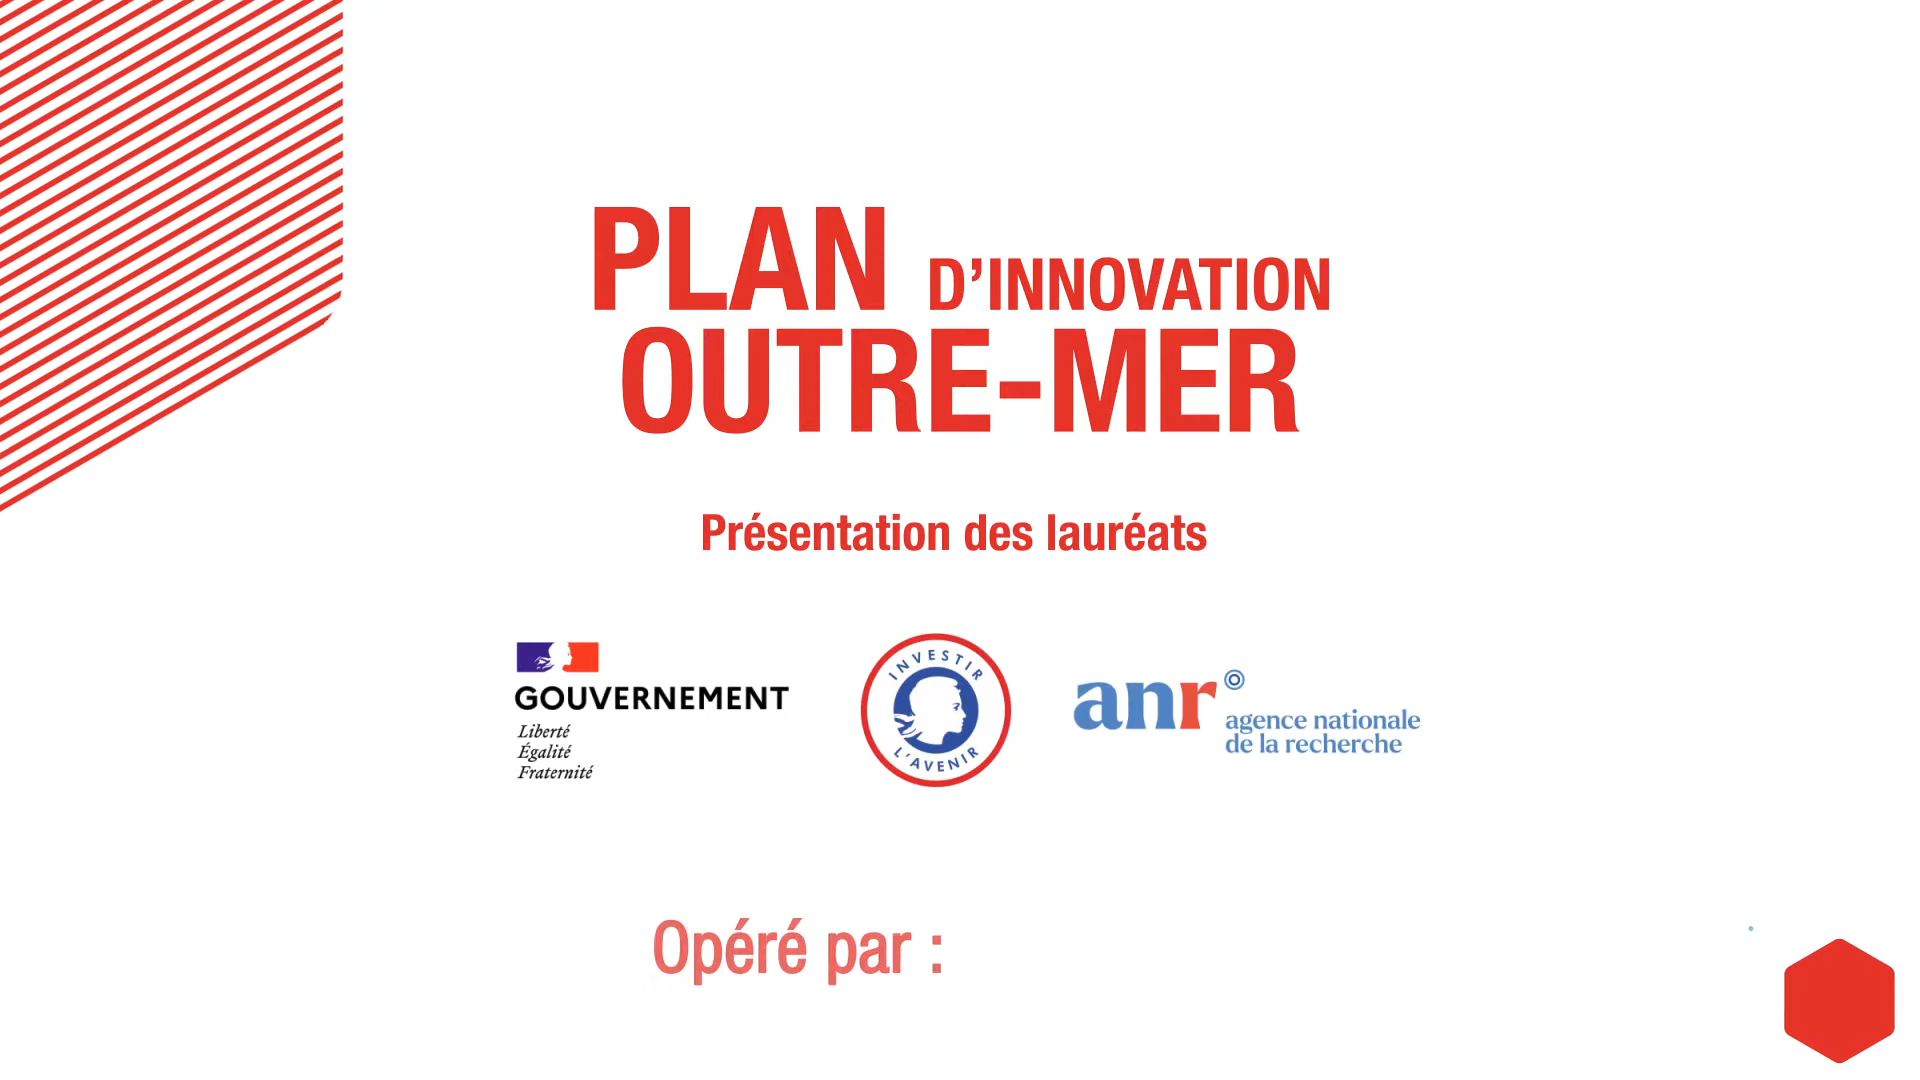 PLAN D’INNOVATION
OUTRE-MER
Présentation des lauréats
GOUVERNEMENT
Liberté
Égalité
Fraternité
INVESTIR
L’AVENIR
anr
agence nationale
de la recherche
Opéré par :